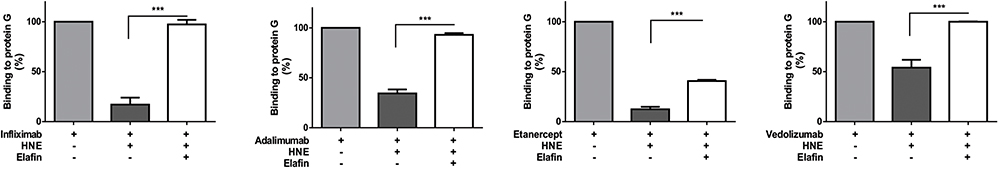 Binding to protein G
(%)
100
50
0
***
Infliximab + + +
HNE - + +
Elafin - - +
Binding to protein G
(%)
100
50
0
***
Adalimumab + + +
HNE - + +
Elafin - - +
Binding to protein G
(%)
100
50
0
***
Etanercept + + +
HNE - + +
Elafin - - +
Binding to protein G
(%)
100
50
0
***
Vedolizumab + + +
HNE - + +
Elafin - - +